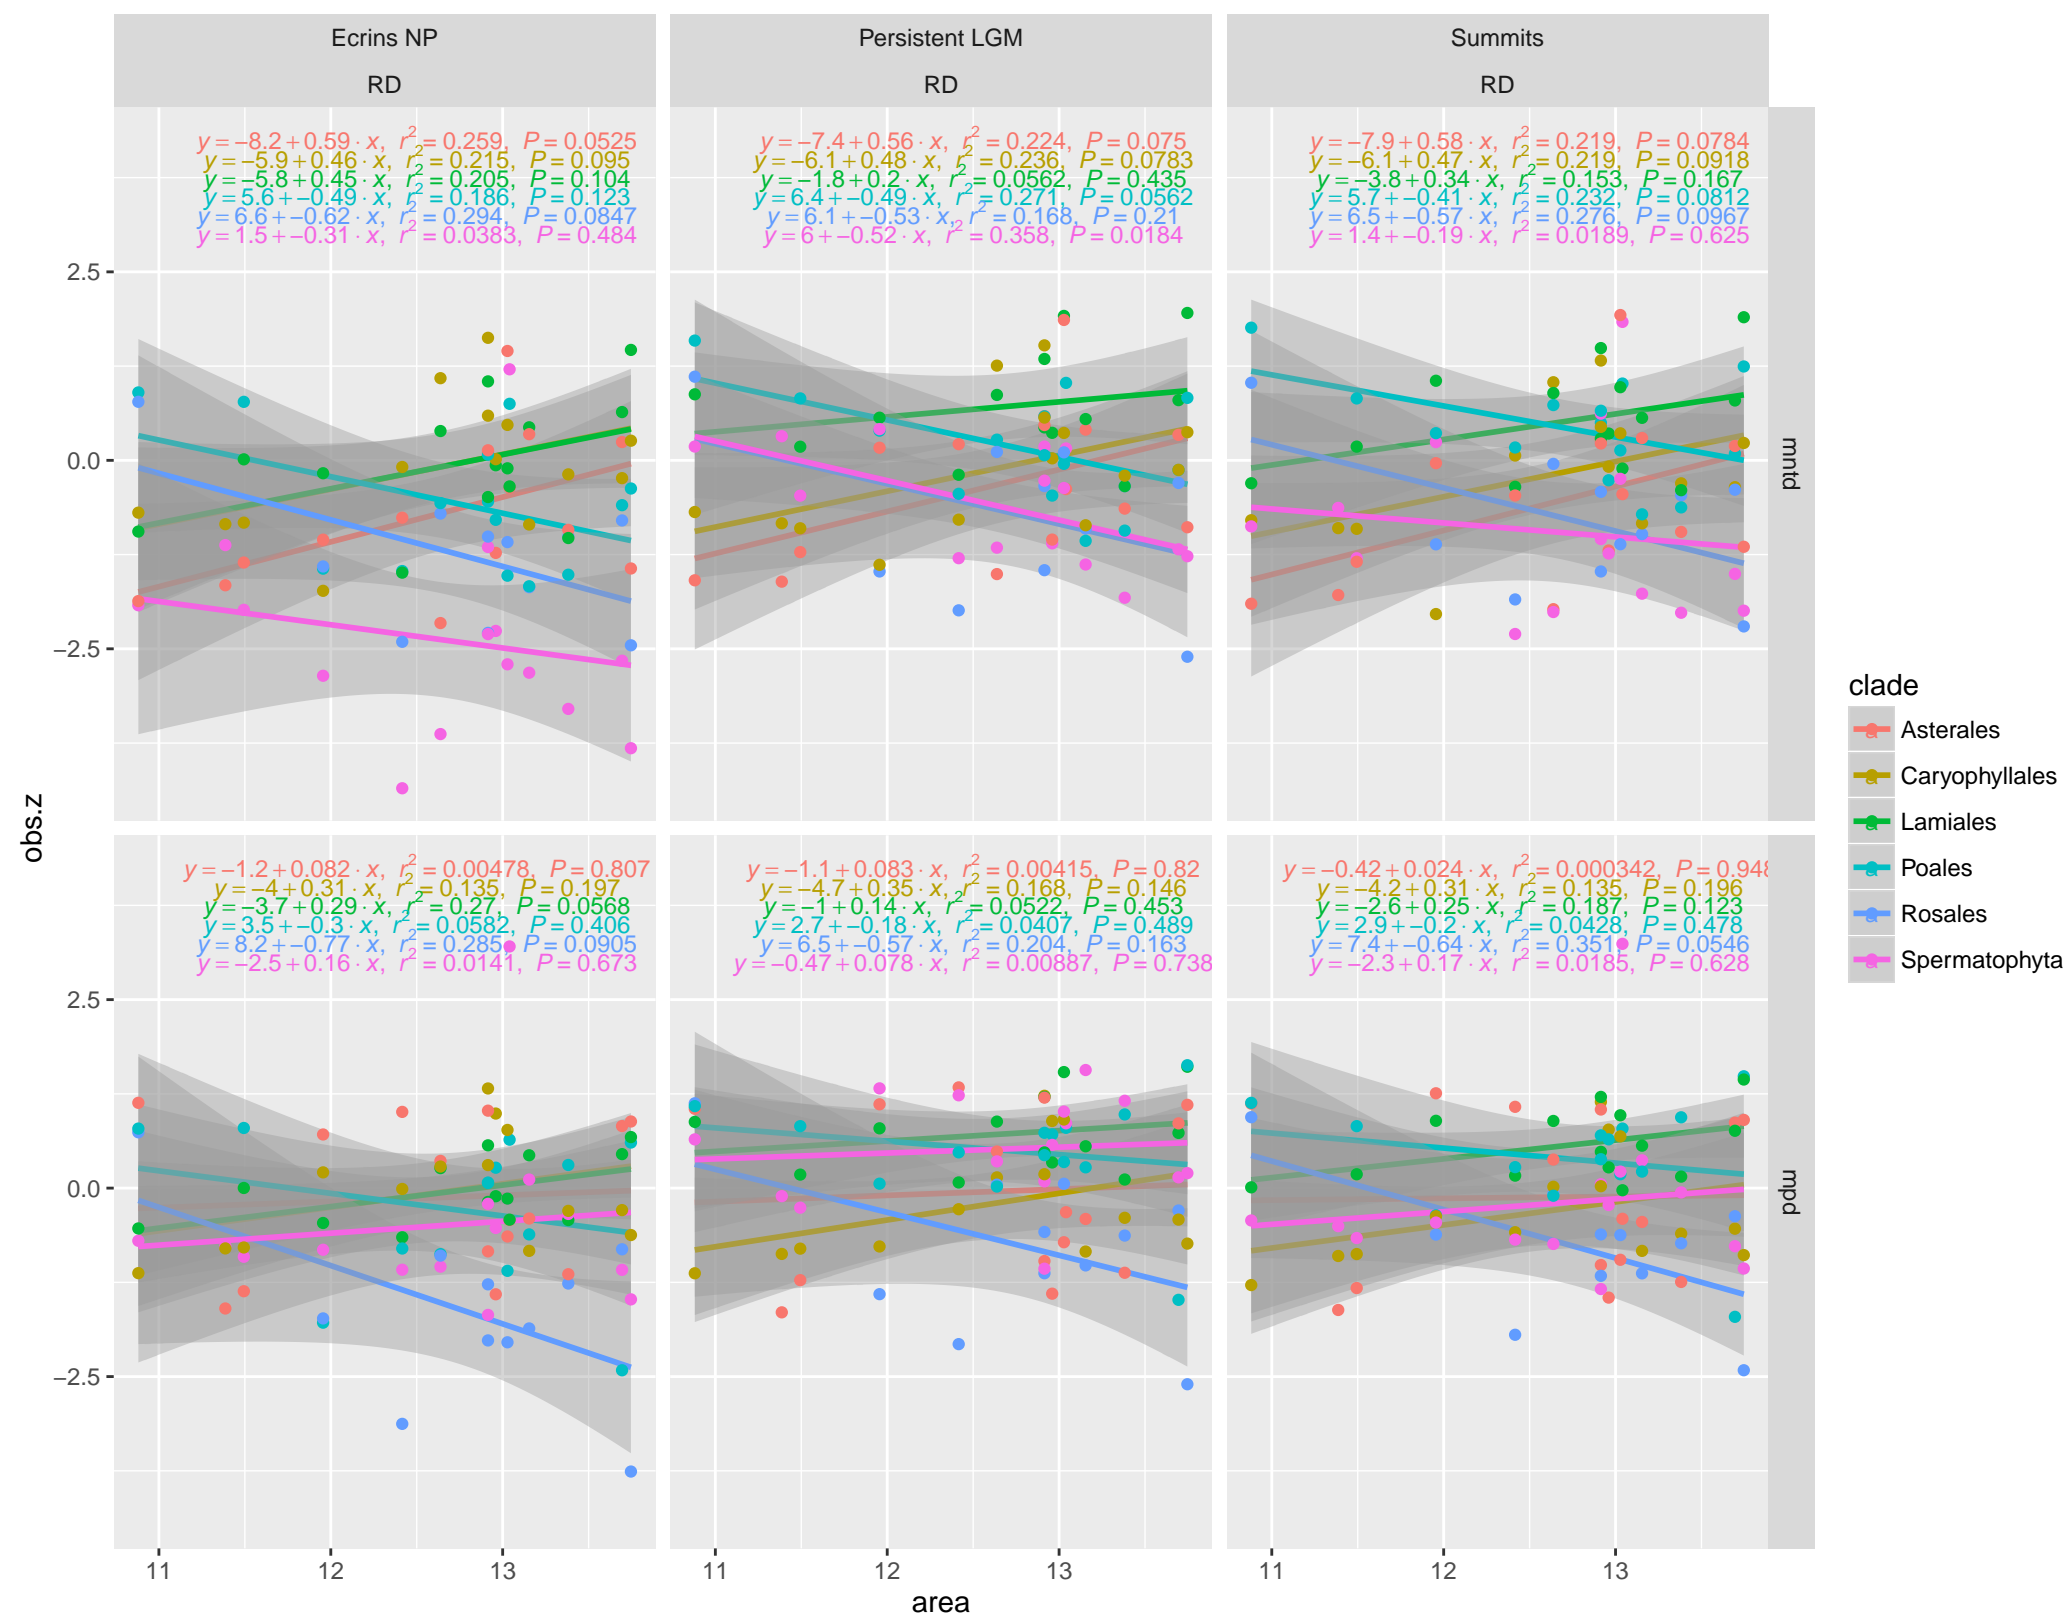 Ecrins NP Persistent LGM Summits
RD RD RD
y = −8.2 + 0.59 · x, r² = 0.259, P = 0.0525
y = −5.9 + 0.46 · x, r² = 0.215, P = 0.095
y = −5.8 + 0.45 · x, r² = 0.205, P = 0.104
y = 5.6 + −0.49 · x, r² = 0.186, P = 0.123
y = 6.6 + −0.62 · x, r² = 0.294, P = 0.0847
y = 1.5 + −0.31 · x, r² = 0.0383, P = 0.484
y = −7.4 + 0.56 · x, r² = 0.224, P = 0.075
y = −6.1 + 0.48 · x, r² = 0.236, P = 0.0783
y = −1.8 + 0.2 · x, r² = 0.0562, P = 0.435
y = 6.4 + −0.49 · x, r² = 0.271, P = 0.0562
y = 6.1 + −0.53 · x, r² = 0.168, P = 0.21
y = 6 + −0.52 · x, r² = 0.358, P = 0.0184
y = −7.9 + 0.58 · x, r² = 0.219, P = 0.0784
y = −6.1 + 0.47 · x, r² = 0.219, P = 0.0918
y = −3.8 + 0.34 · x, r² = 0.153, P = 0.167
y = 5.7 + −0.41 · x, r² = 0.232, P = 0.0812
y = 6.5 + −0.57 · x, r² = 0.276, P = 0.0967
y = 1.4 + −0.19 · x, r² = 0.0189, P = 0.625
2.5
0.0
−2.5
mntd
y = −1.2 + 0.082 · x, r² = 0.00478, P = 0.807
y = −4 + 0.31 · x, r² = 0.135, P = 0.197
y = −3.7 + 0.29 · x, r² = 0.27, P = 0.0568
y = 3.5 + −0.3 · x, r² = 0.0582, P = 0.406
y = 8.2 + −0.77 · x, r² = 0.285, P = 0.0905
y = −2.5 + 0.16 · x, r² = 0.0141, P = 0.673
y = −1.1 + 0.083 · x, r² = 0.00415, P = 0.82
y = −4.7 + 0.35 · x, r² = 0.168, P = 0.146
y = −1 + 0.14 · x, r² = 0.0522, P = 0.453
y = 2.7 + −0.18 · x, r² = 0.0407, P = 0.489
y = 6.5 + −0.57 · x, r² = 0.204, P = 0.163
y = −0.47 + 0.078 · x, r² = 0.00887, P = 0.738
y = −0.42 + 0.024 · x, r² = 0.000342, P = 0.948
y = −4.2 + 0.31 · x, r² = 0.135, P = 0.196
y = −2.6 + 0.25 · x, r² = 0.187, P = 0.123
y = 2.9 + −0.2 · x, r² = 0.0428, P = 0.478
y = 7.4 + −0.64 · x, r² = 0.351, P = 0.0546
y = −2.3 + 0.17 · x, r² = 0.0185, P = 0.628
2.5
0.0
−2.5
mpd
11 12 13 11 12 13 11 12 13
area
obs.z
clade
Asterales
Caryophyllales
Lamiales
Poales
Rosales
Spermatophyta